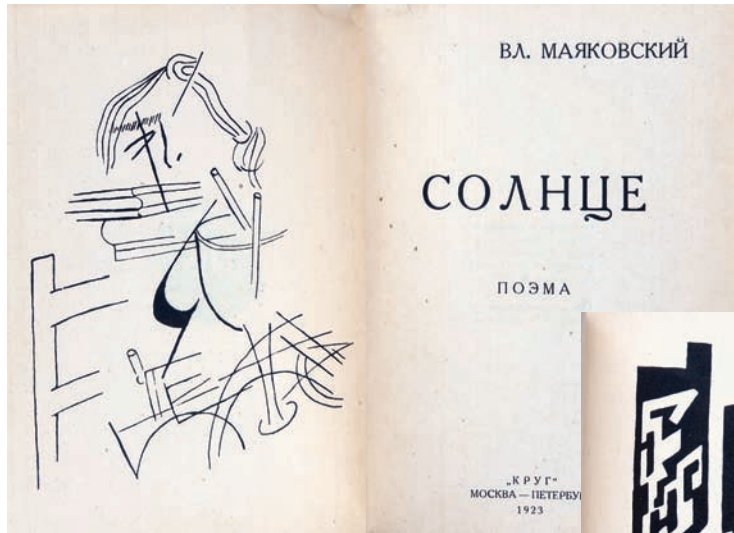 ВЛ. МАЯКОВСКИЙ
СОЛНЦЕ
ПОЭМА
„КРУГ“
МОСКВА — ПЕТЕРБУ
1923